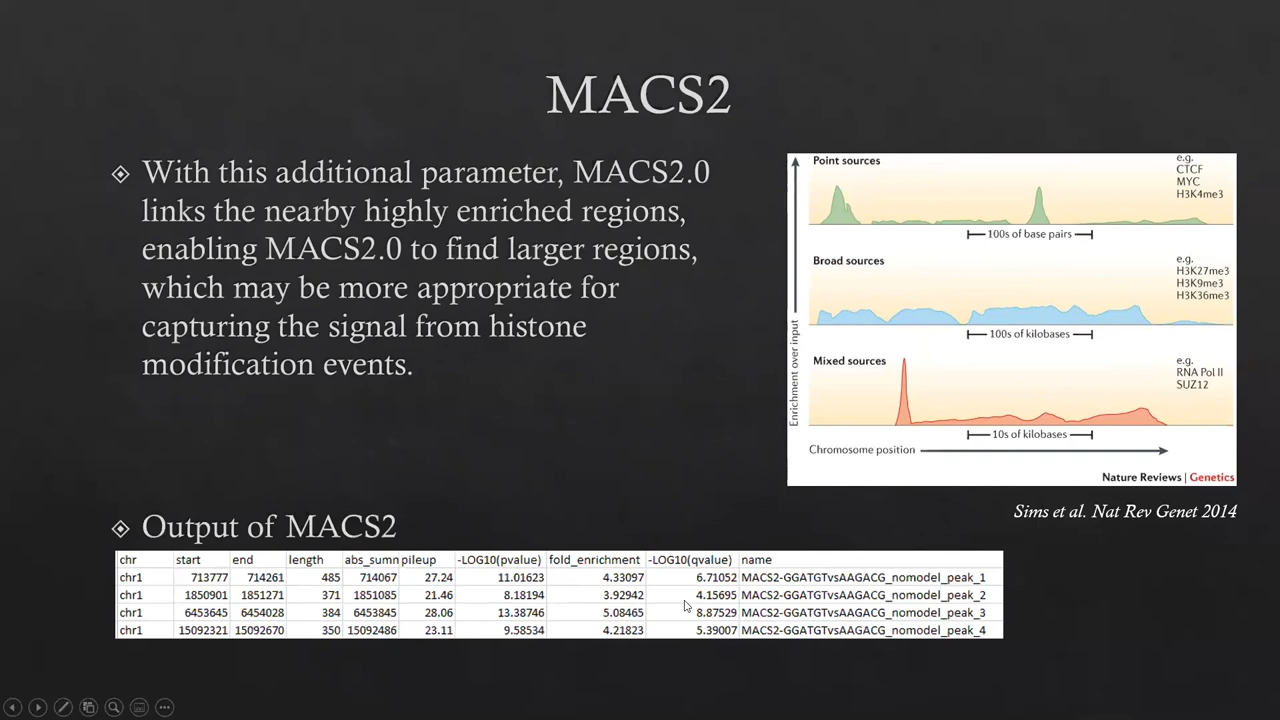 MACS2
With this additional parameter, MACS2.0
links the nearby highly enriched regions,
enabling MACS2.0 to find larger regions,
which may be more appropriate for
capturing the signal from histone
modification events.
Point sources
e.g.
CTCF
MYC
H3K4me3
100s of base pairs
Broad sources
e.g.
H3K27me3
H3K9me3
H3K36me3
100s of kilobases
Mixed sources
e.g.
RNA Pol II
SUZ12
10s of kilobases
Enrichment over input
Chromosome position
Nature Reviews | Genetics
Sims et al. Nat Rev Genet 2014
Output of MACS2
chr start end length abs_summ pileup -LOG10(pvalue) fold_enrichment -LOG10(qvalue) name
chr1 713777 714261 485 714067 27.24 11.01623 4.33097 6.71052 MACS2-GGATGTvsAAGACG_nomodel_peak_1
chr1 1850901 1851271 371 1851085 21.46 8.18194 3.92942 4.15695 MACS2-GGATGTvsAAGACG_nomodel_peak_2
chr1 6453645 6454028 384 6453845 28.06 13.38746 5.08465 8.87529 MACS2-GGATGTvsAAGACG_nomodel_peak_3
chr1 15092321 15092670 350 15092486 23.11 9.58534 4.21823 5.39007 MACS2-GGATGTvsAAGACG_nomodel_peak_4